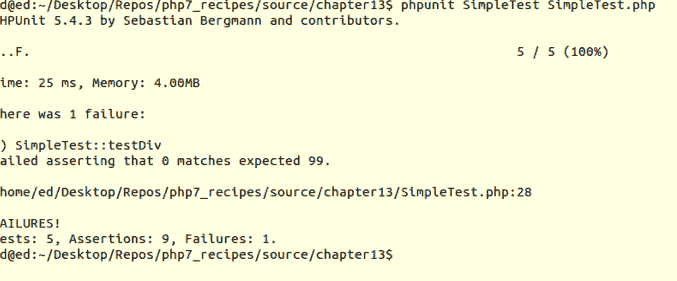 d@ed:~/Desktop/Repos/php7_recipes/source/chapter13$ phpunit SimpleTest SimpleTest.php
HPUnit 5.4.3 by Sebastian Bergmann and contributors.
..F. 5 / 5 (100%)
ime: 25 ms, Memory: 4.00MB
here was 1 failure:
) SimpleTest::testDiv
ailed asserting that 0 matches expected 99.
home/ed/Desktop/Repos/php7_recipes/source/chapter13/SimpleTest.php:28
AILURES!
ests: 5, Assertions: 9, Failures: 1.
d@ed:~/Desktop/Repos/php7_recipes/source/chapter13$